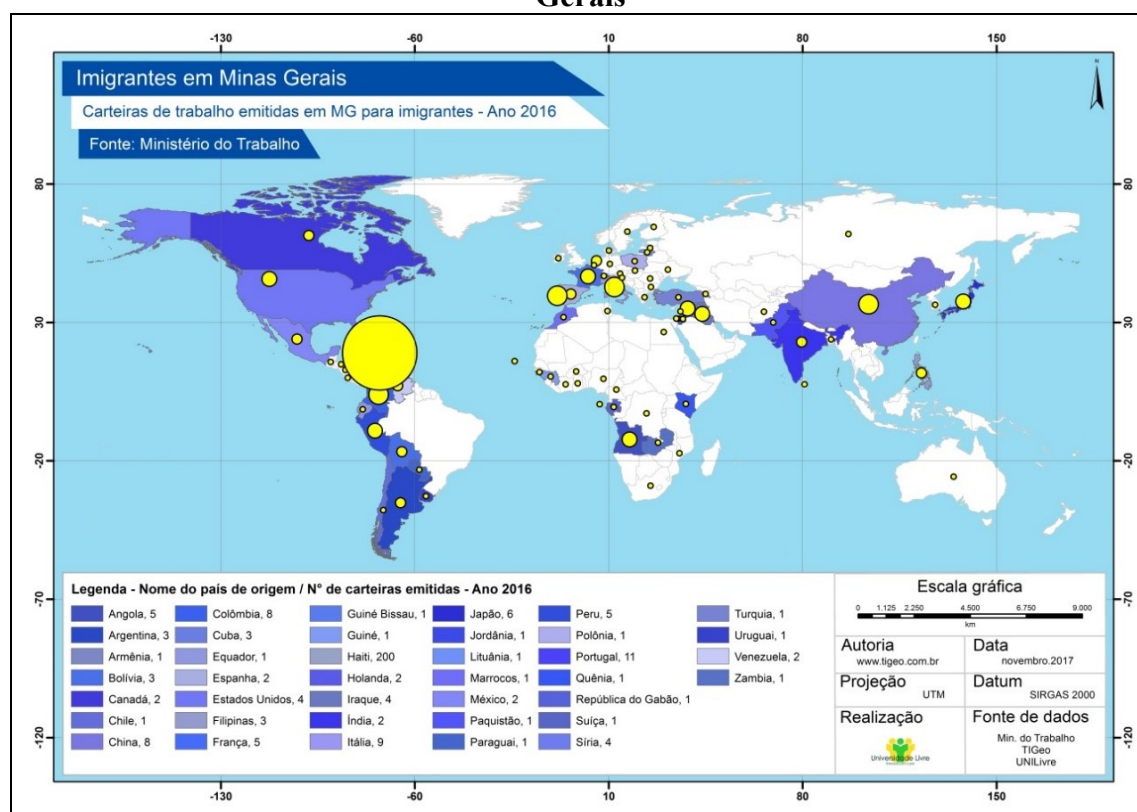 Gerais
-130 -60 10 80 150
Imigrantes em Minas Gerais
Carteiras de trabalho emitidas em MG para imigrantes - Ano 2016
Fonte: Ministério do Trabalho
N
80 80
30 30
-20 -20
-70 -70
-120 -120
Legenda - Nome do país de origem / N° de carteiras emitidas - Ano 2016
Angola, 5
Argentina, 3
Armênia, 1
Bolívia, 3
Canadá, 2
Chile, 1
China, 8
Colômbia, 8
Cuba, 3
Equador, 1
Espanha, 2
Estados Unidos, 4
Filipinas, 3
França, 5
Guiné Bissau, 1
Guiné, 1
Haiti, 200
Holanda, 2
Iraque, 4
Índia, 2
Itália, 9
Japão, 6
Jordânia, 1
Lituânia, 1
Marrocos, 1
México, 2
Paquistão, 1
Paraguai, 1
Peru, 5
Polônia, 1
Portugal, 11
Quênia, 1
República do Gabão, 1
Suíça, 1
Síria, 4
Turquia, 1
Uruguai, 1
Venezuela, 2
Zambia, 1
Escala gráfica
0 1.125 2.250 4.500 6.750 9.000
km
Autoria
www.tigeo.com.br
Data
novembro.2017
Projeção
UTM
Datum
SIRGAS 2000
Realização
Universidade Livre
Fonte de dados
Min. do Trabalho
TIGeo
UNILivre
-130 -60 10 80 150